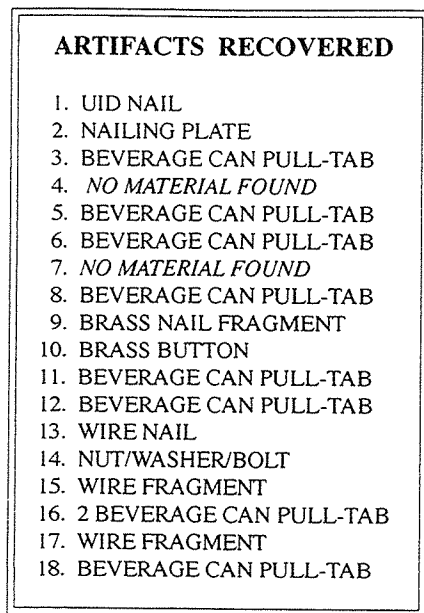 ARTIFACTS RECOVERED
1. UID NAIL
2. NAILING PLATE
3. BEVERAGE CAN PULL-TAB
4. NO MATERIAL FOUND
5. BEVERAGE CAN PULL-TAB
6. BEVERAGE CAN PULL-TAB
7. NO MATERIAL FOUND
8. BEVERAGE CAN PULL-TAB
9. BRASS NAIL FRAGMENT
10. BRASS BUTTON
11. BEVERAGE CAN PULL-TAB
12. BEVERAGE CAN PULL-TAB
13. WIRE NAIL
14. NUT/WASHER/BOLT
15. WIRE FRAGMENT
16. 2 BEVERAGE CAN PULL-TAB
17. WIRE FRAGMENT
18. BEVERAGE CAN PULL-TAB